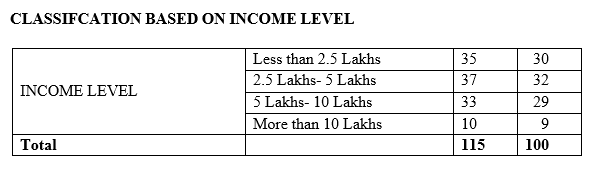 CLASSIFCATION BASED ON INCOME LEVEL
INCOME LEVEL
Less than 2.5 Lakhs 35 30
2.5 Lakhs- 5 Lakhs 37 32
5 Lakhs- 10 Lakhs 33 29
More than 10 Lakhs 10 9
Total 115 100